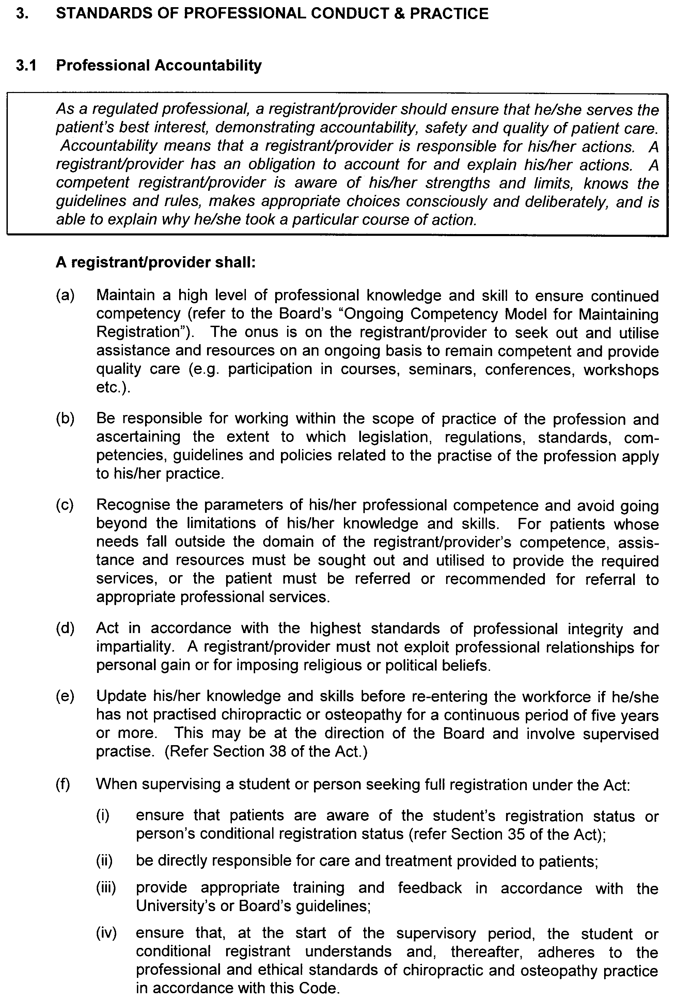 3. STANDARDS OF PROFESSIONAL CONDUCT & PRACTICE
3.1 Professional Accountability
As a regulated professional, a registrant/provider should ensure that he/she serves the
patient's best interest, demonstrating accountability, safety and quality of patient care.
Accountability means that a registrant/provider is responsible for his/her actions. A
registrant/provider has an obligation to account for and explain his/her actions. A
competent registrant/provider is aware of his/her strengths and limits, knows the
guidelines and rules, makes appropriate choices consciously and deliberately, and is
able to explain why he/she took a particular course of action.
A registrant/provider shall:
(a) Maintain a high level of professional knowledge and skill to ensure continued
competency (refer to the Board's “Ongoing Competency Model for Maintaining
Registration”). The onus is on the registrant/provider to seek out and utilise
assistance and resources on an ongoing basis to remain competent and provide
quality care (e.g. participation in courses, seminars, conferences, workshops
etc.).
(b) Be responsible for working within the scope of practice of the profession and
ascertaining the extent to which legislation, regulations, standards, com-
petencies, guidelines and policies related to the practise of the profession apply
to his/her practice.
(c) Recognise the parameters of his/her professional competence and avoid going
beyond the limitations of his/her knowledge and skills. For patients whose
needs fall outside the domain of the registrant/provider's competence, assis-
tance and resources must be sought out and utilised to provide the required
services, or the patient must be referred or recommended for referral to
appropriate professional services.
(d) Act in accordance with the highest standards of professional integrity and
impartiality. A registrant/provider must not exploit professional relationships for
personal gain or for imposing religious or political beliefs.
(e) Update his/her knowledge and skills before re-entering the workforce if he/she
has not practised chiropractic or osteopathy for a continuous period of five years
or more. This may be at the direction of the Board and involve supervised
practise. (Refer Section 38 of the Act.)
(f) When supervising a student or person seeking full registration under the Act:
(i) ensure that patients are aware of the student's registration status or
person's conditional registration status (refer Section 35 of the Act);
(ii) be directly responsible for care and treatment provided to patients;
(iii) provide appropriate training and feedback in accordance with the
University's or Board's guidelines;
(iv) ensure that, at the start of the supervisory period, the student or
conditional registrant understands and, thereafter, adheres to the
professional and ethical standards of chiropractic and osteopathy practice
in accordance with this Code.